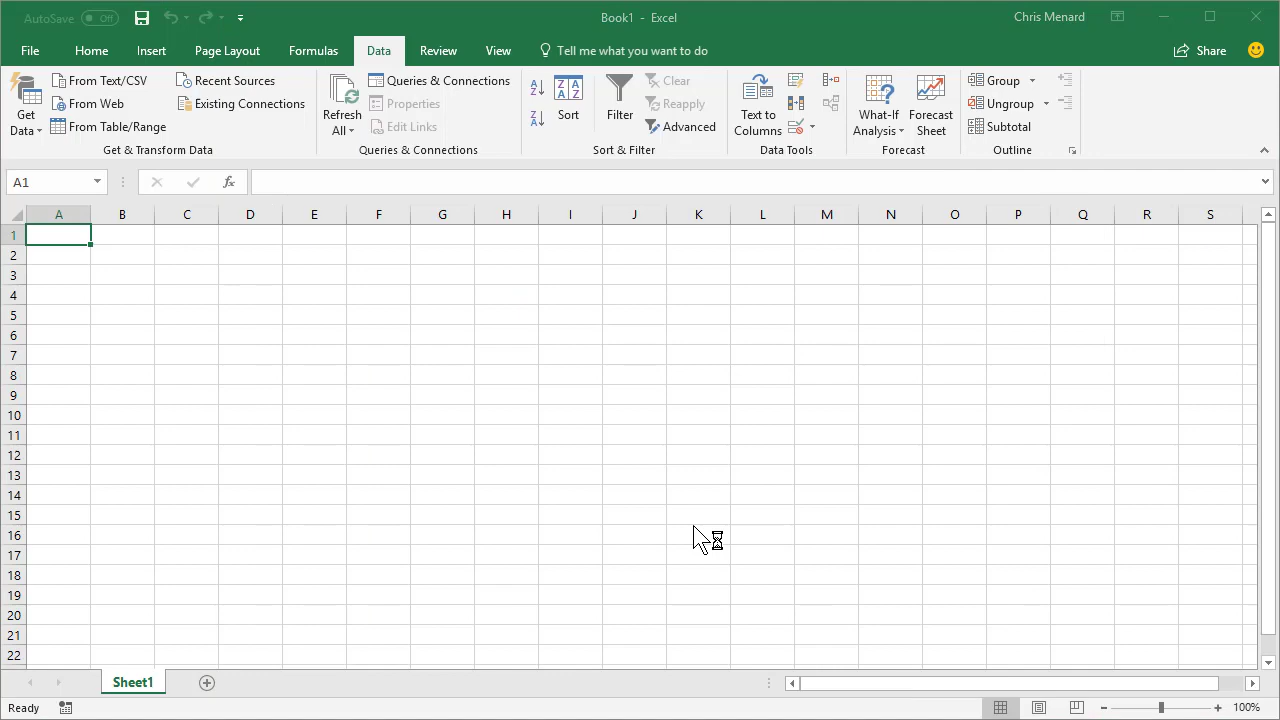 AutoSave Off
Book1 - Excel
Chris Menard
File Home Insert Page Layout Formulas Data Review View Tell me what you want to do Share
Get Data
From Text/CSV
From Web
From Table/Range
Recent Sources
Existing Connections
Get & Transform Data
Refresh All
Queries & Connections
Properties
Edit Links
Queries & Connections
Sort
Filter
Clear
Reapply
Advanced
Sort & Filter
Text to Columns
Data Tools
What-If Analysis
Forecast Sheet
Forecast
Group
Ungroup
Subtotal
Outline
A1
fx
A B C D E F G H I J K L M N O P Q R S
1
2
3
4
5
6
7
8
9
10
11
12
13
14
15
16
17
18
19
20
21
22
Sheet1
Ready
100%